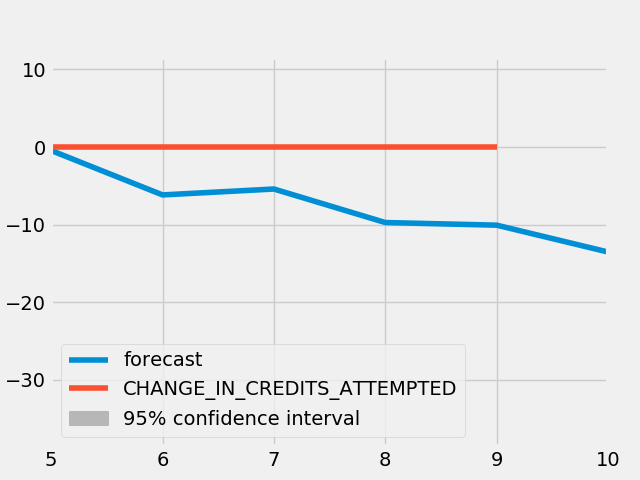 10
0
−10
−20
−30
forecast
CHANGE_IN_CREDITS_ATTEMPTED
95% confidence interval
5 6 7 8 9 10